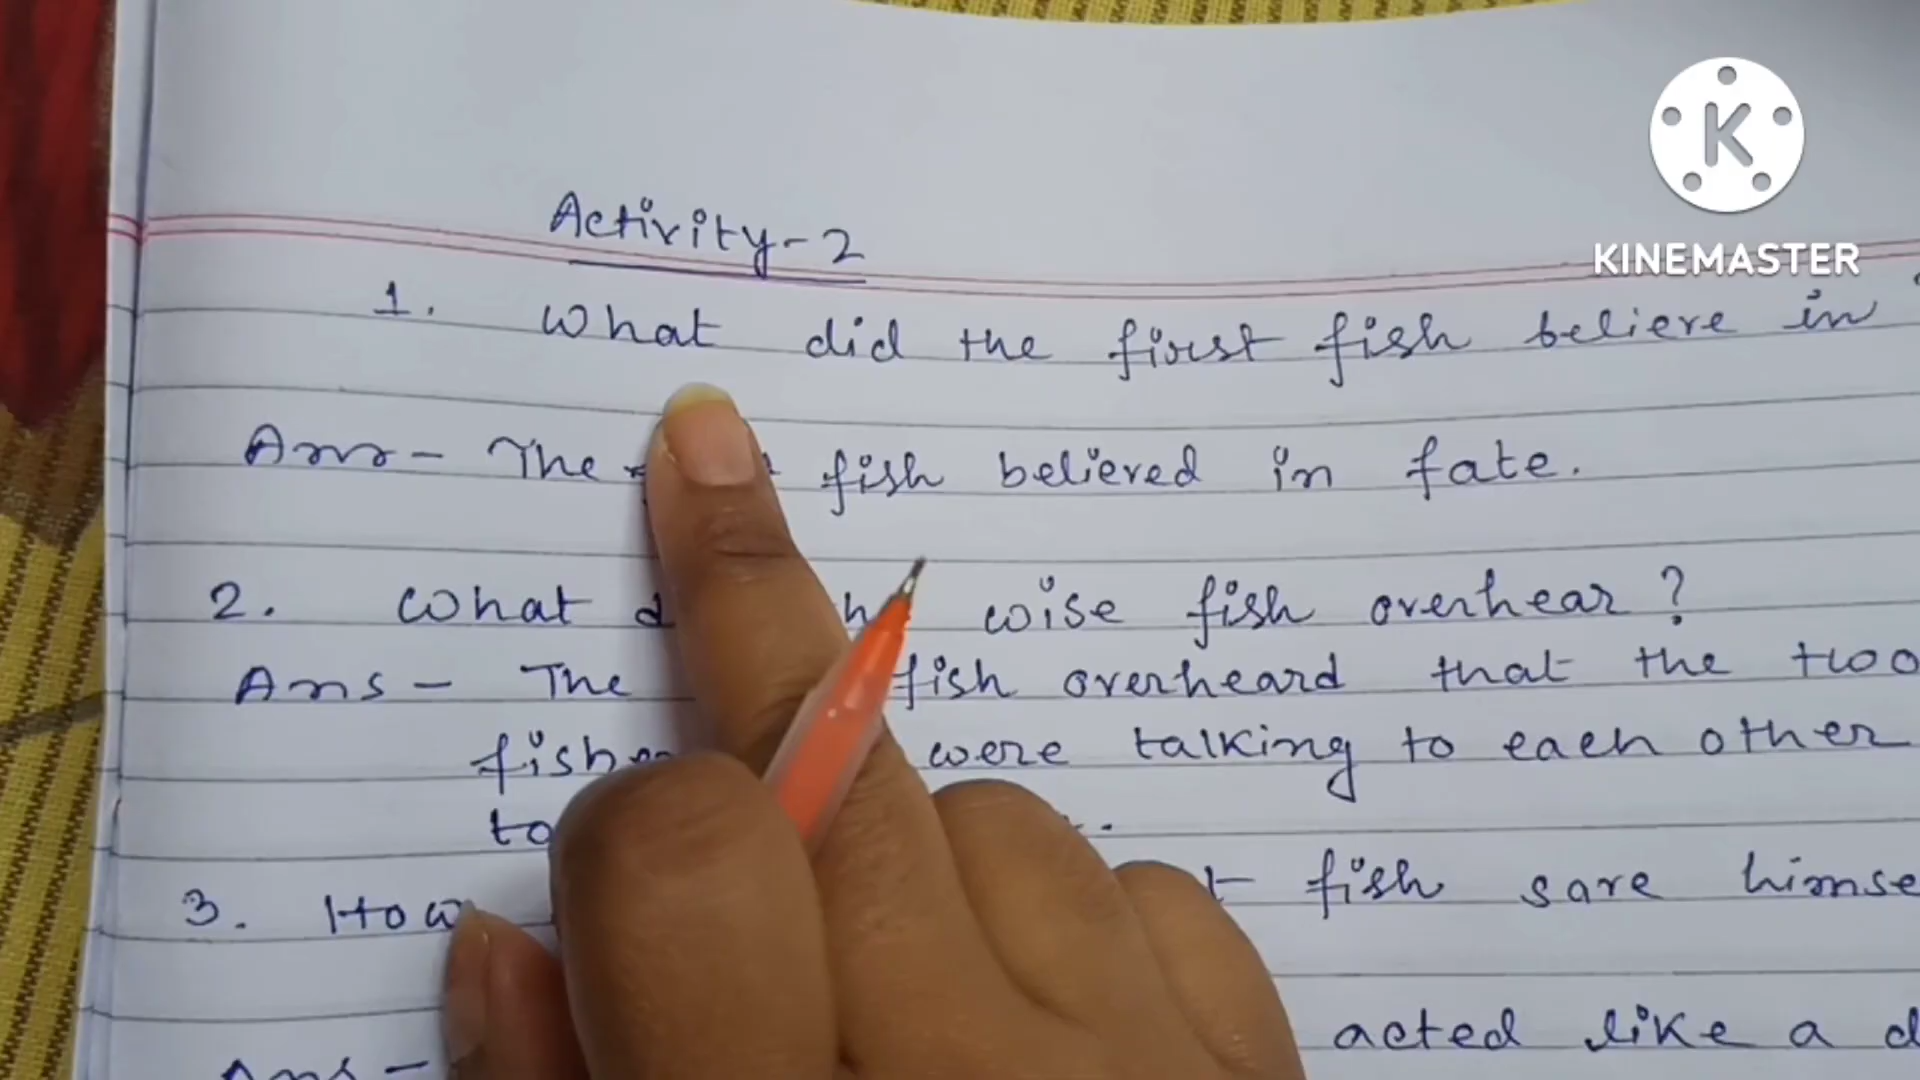 K
KINEMASTER
Activity-2
1. What did the first fish believe in
Ans - The fish believed in fate.
2. What wise fish overhear?
Ans - The fish overheard that the two
were talking to each other
3. How fish save
acted like a
Ans-